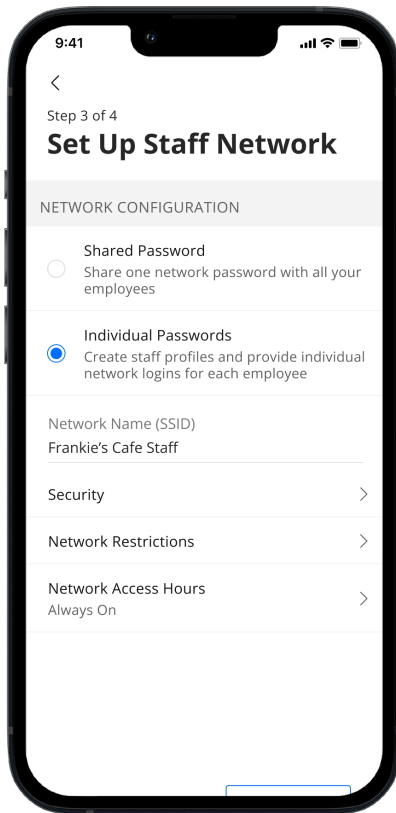 9:41
Step 3 of 4
Set Up Staff Network
NETWORK CONFIGURATION
Shared Password
Share one network password with all your
employees
Individual Passwords
Create staff profiles and provide individual
network logins for each employee
Network Name (SSID)
Frankie’s Cafe Staff
Security
Network Restrictions
Network Access Hours
Always On